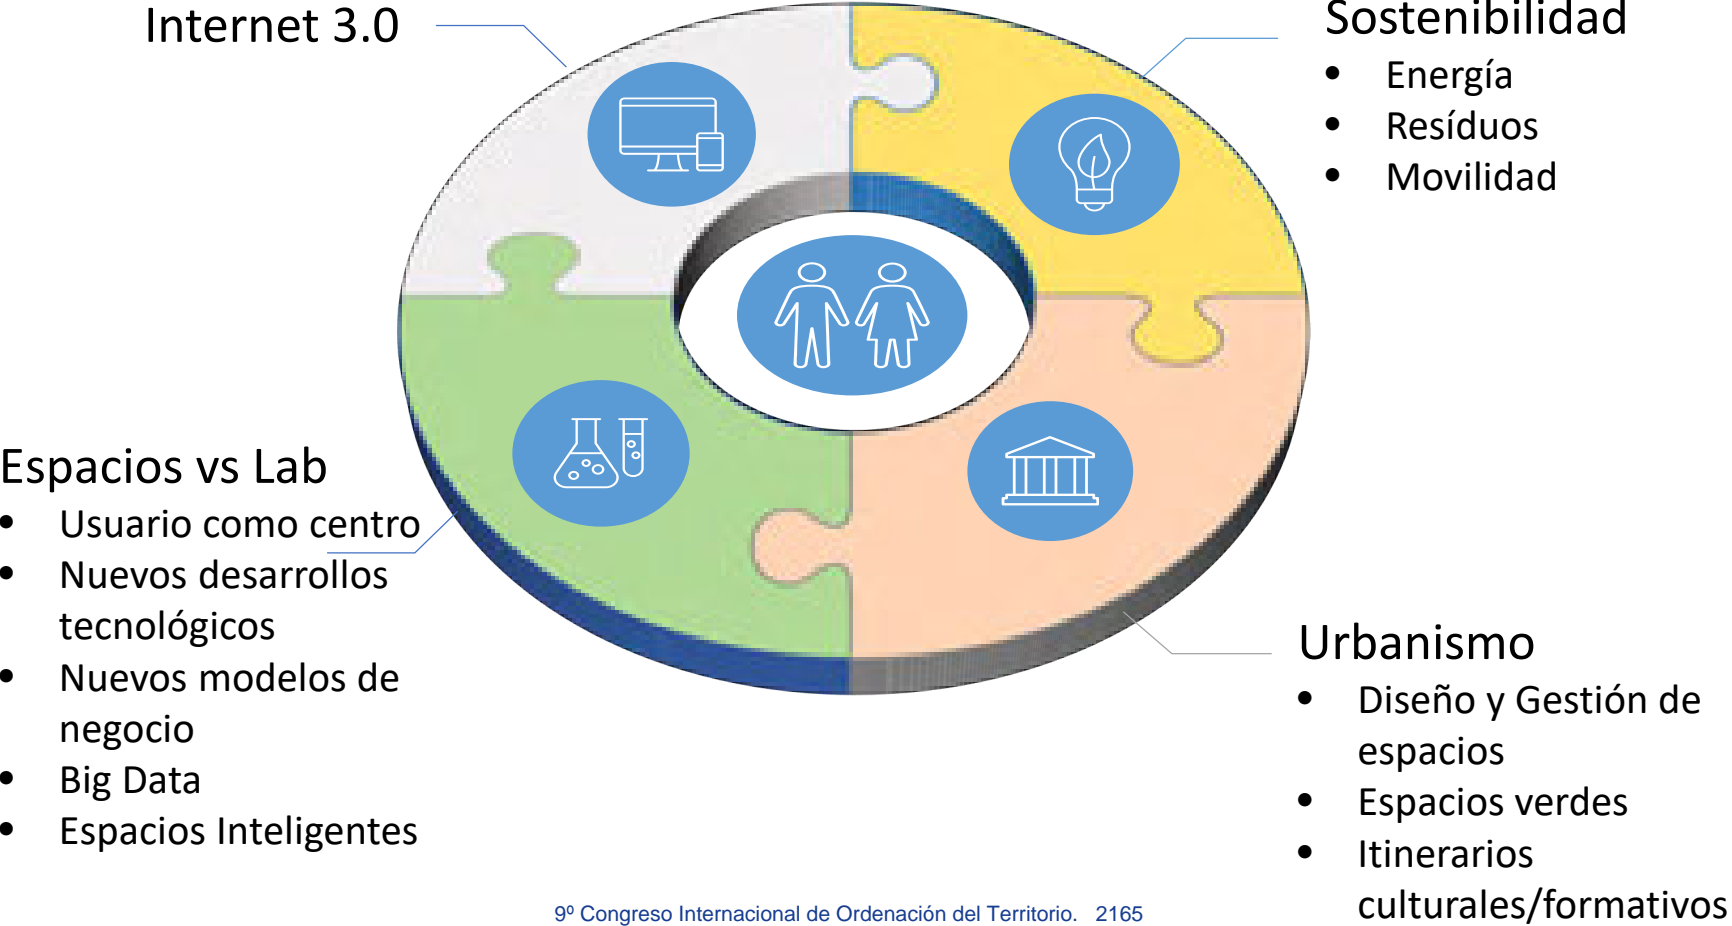 Internet 3.0
Sostenibilidad
• Energía
• Resíduos
• Movilidad
Espacios vs Lab
• Usuario como centro
• Nuevos desarrollos
tecnológicos
• Nuevos modelos de
negocio
• Big Data
• Espacios Inteligentes
Urbanismo
• Diseño y Gestión de
espacios
• Espacios verdes
• Itinerarios
culturales/formativos
9º Congreso Internacional de Ordenación del Territorio. 2165